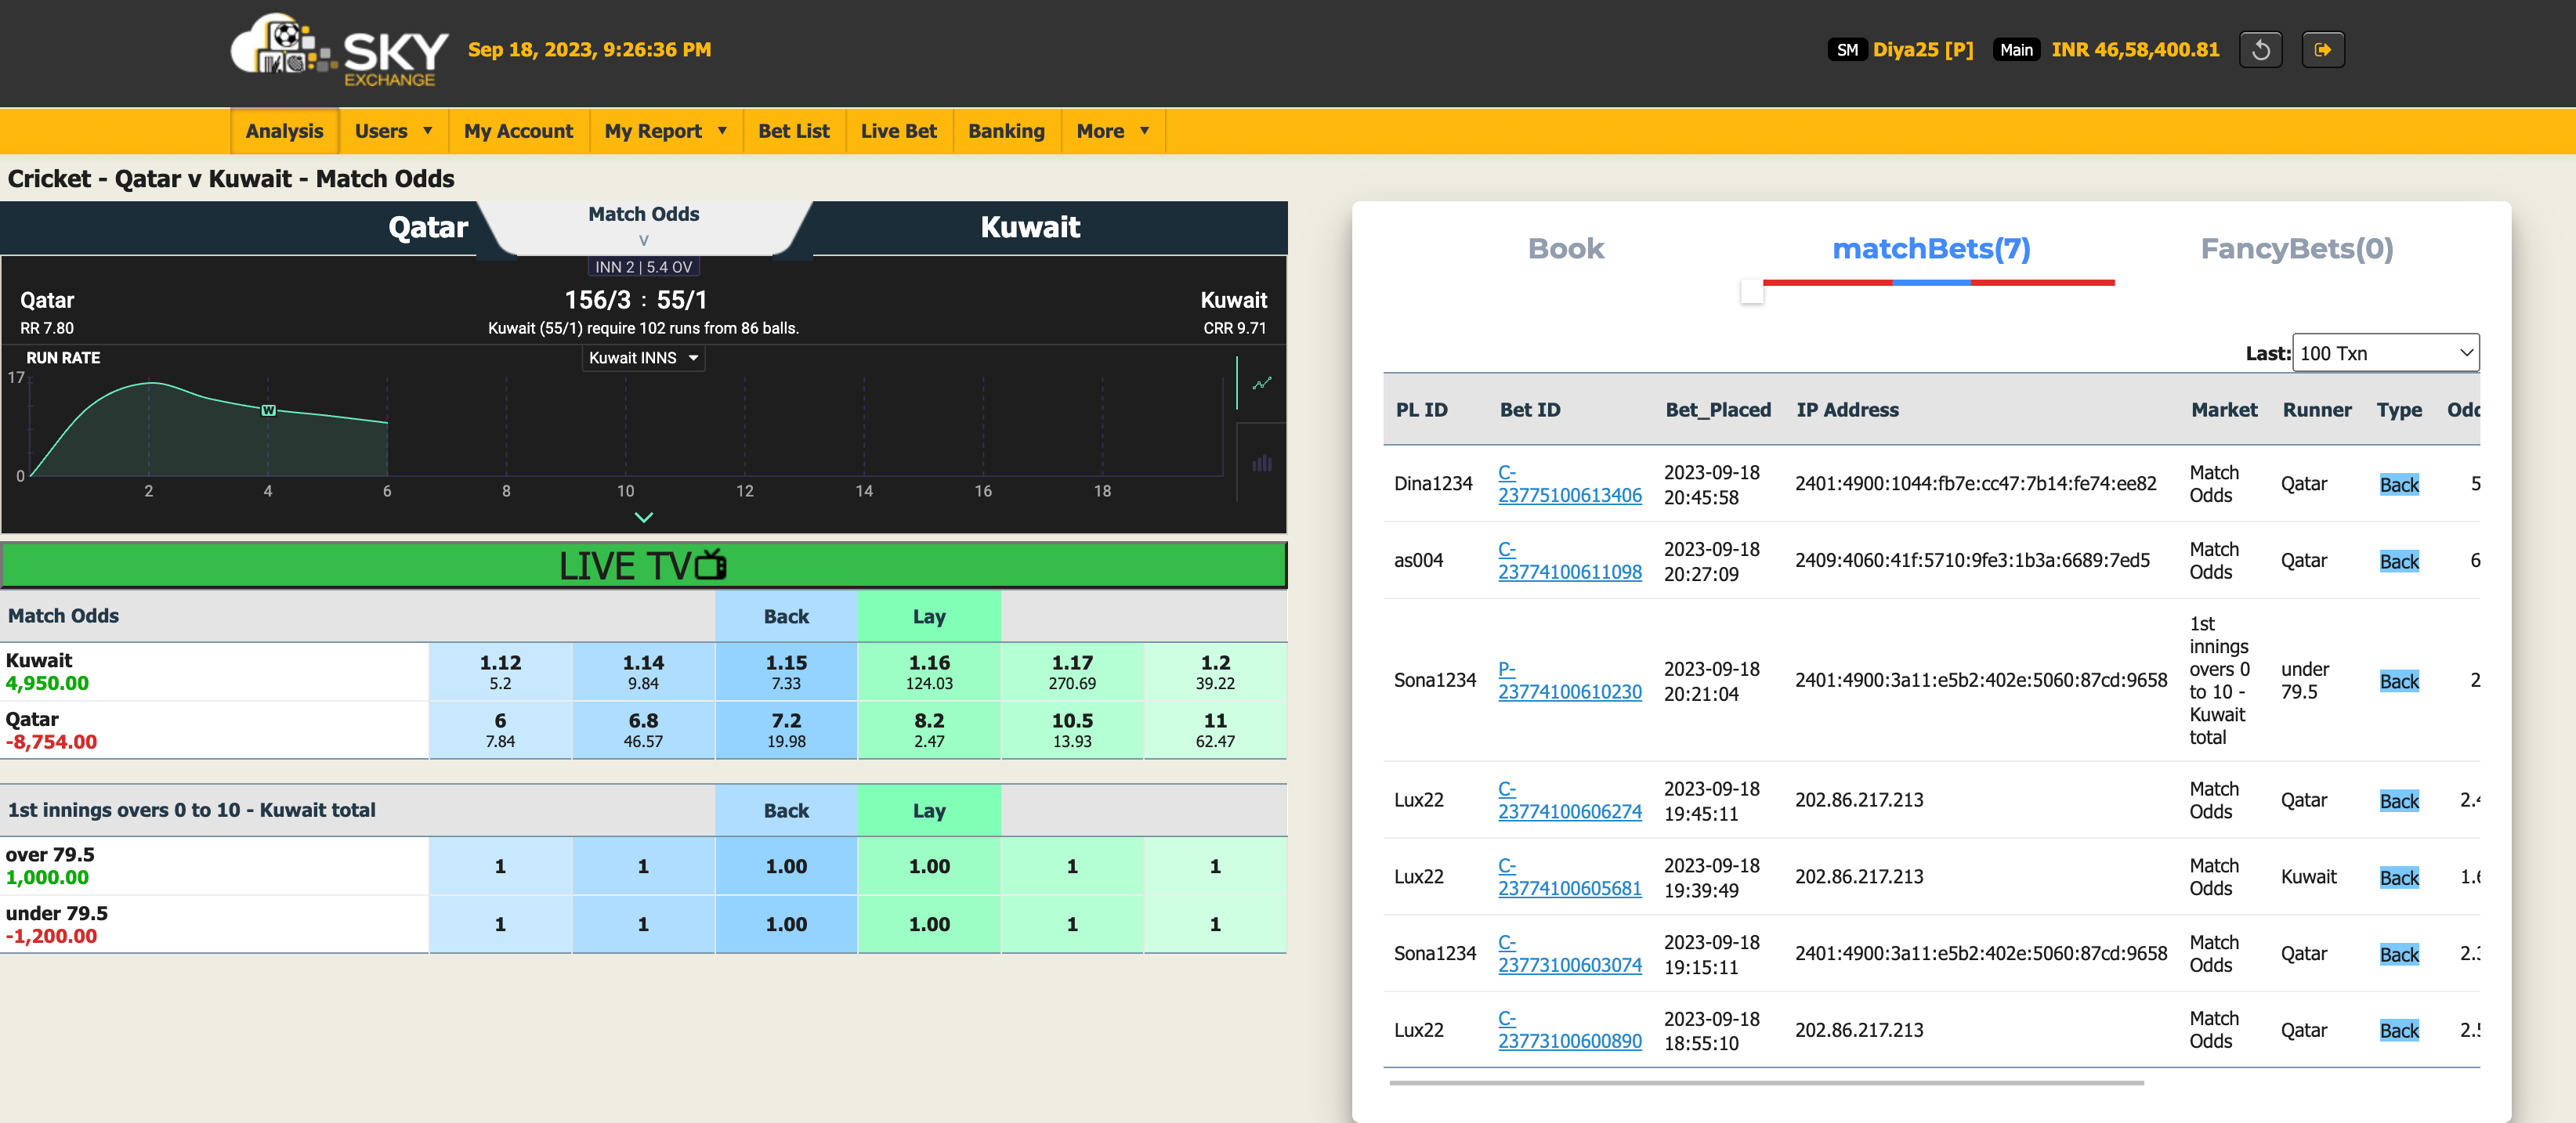 SKY
EXCHANGE
Sep 18, 2023, 9:26:36 PM
SM Diya25 [P] Main INR 46,58,400.81
Analysis Users ▼ My Account My Report ▼ Bet List Live Bet Banking More ▼
Cricket - Qatar v Kuwait - Match Odds
Qatar Match Odds Kuwait
V
INN 2 | 5.4 OV
Qatar 156/3 : 55/1 Kuwait
RR 7.80 Kuwait (55/1) require 102 runs from 86 balls. CRR 9.71
RUN RATE Kuwait INNS
17
W
0
2 4 6 8 10 12 14 16 18
LIVE TV
Match Odds Back Lay
Kuwait 1.12 1.14 1.15 1.16 1.17 1.2
4,950.00 5.2 9.84 7.33 124.03 270.69 39.22
Qatar 6 6.8 7.2 8.2 10.5 11
-8,754.00 7.84 46.57 19.98 2.47 13.93 62.47
1st innings overs 0 to 10 - Kuwait total Back Lay
over 79.5 1 1 1.00 1.00 1 1
1,000.00
under 79.5 1 1 1.00 1.00 1 1
-1,200.00
Book matchBets(7) FancyBets(0)
Last: 100 Txn
PL ID Bet ID Bet_Placed IP Address Market Runner Type
Dina1234 C-23775100613406 2023-09-18 20:45:58 2401:4900:1044:fb7e:cc47:7b14:fe74:ee82 Match Odds Qatar Back 5
as004 C-23774100611098 2023-09-18 20:27:09 2409:4060:41f:5710:9fe3:1b3a:6689:7ed5 Match Odds Qatar Back 6
Sona1234 P-23774100610230 2023-09-18 20:21:04 2401:4900:3a11:e5b2:402e:5060:87cd:9658 1st innings overs 0 to 10 - Kuwait total under 79.5 Back 2
Lux22 C-23774100606274 2023-09-18 19:45:11 202.86.217.213 Match Odds Qatar Back
Lux22 C-23774100605681 2023-09-18 19:39:49 202.86.217.213 Match Odds Kuwait Back
Sona1234 C-23773100603074 2023-09-18 19:15:11 2401:4900:3a11:e5b2:402e:5060:87cd:9658 Match Odds Qatar Back
Lux22 C-23773100600890 2023-09-18 18:55:10 202.86.217.213 Match Odds Qatar Back